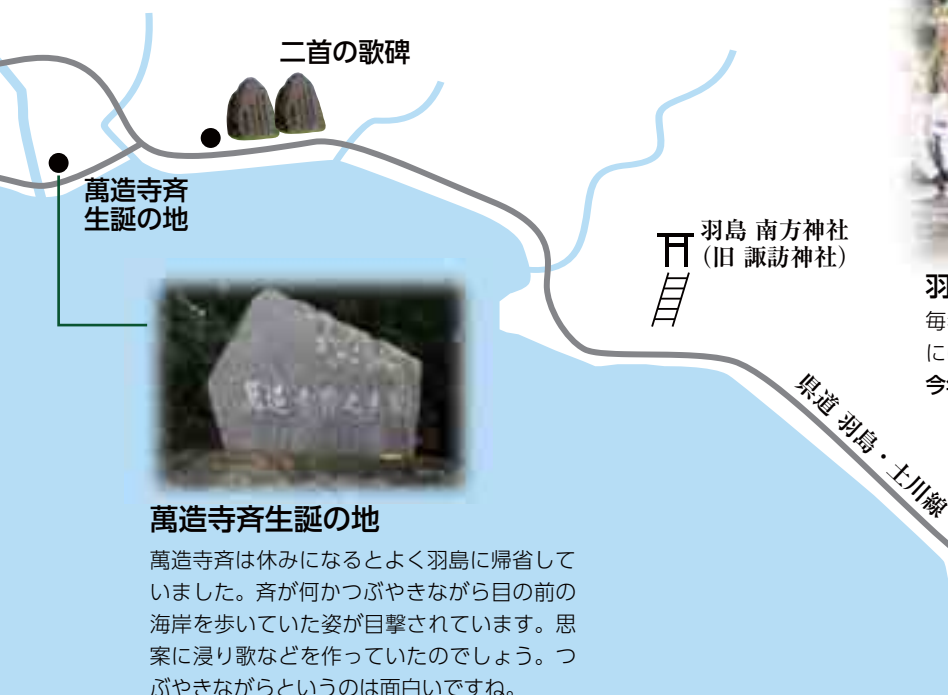 二首の歌碑
萬造寺斉
生誕の地
羽島 南方神社
（旧 諏訪神社）
県道 羽島・土川線
萬造寺斉生誕の地
萬造寺斉は休みになるとよく羽島に帰省して
いました。斉が何かつぶやきながら目の前の
海岸を歩いていた姿が目撃されています。思
案に浸り歌などを作っていたのでしょう。つ
ぶやきながらというのは面白いですね。
羽
毎
に
今